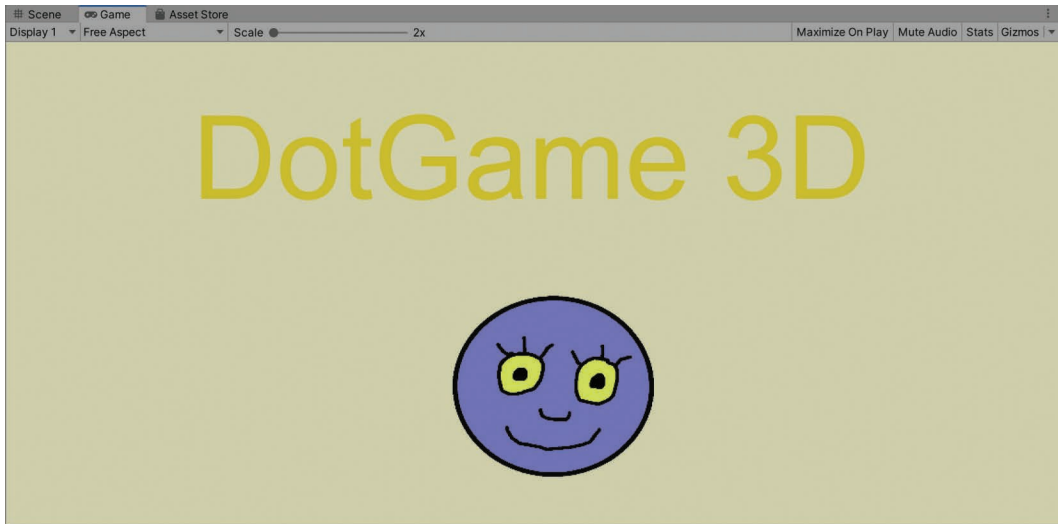 Scene Game Asset Store
Display 1 Free Aspect Scale 2x Maximize On Play Mute Audio Stats Gizmos
DotGame 3D